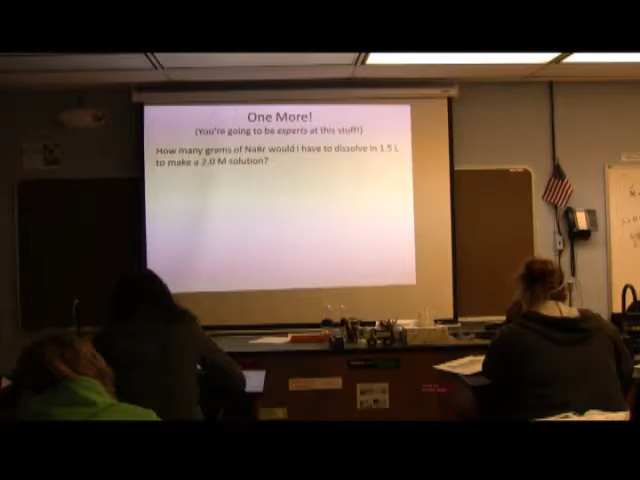 One More!
(You're going to be experts at this stuff!)
How many grams of NaBr would I have to dissolve in 1.5 L
to make a 2.0 M solution?